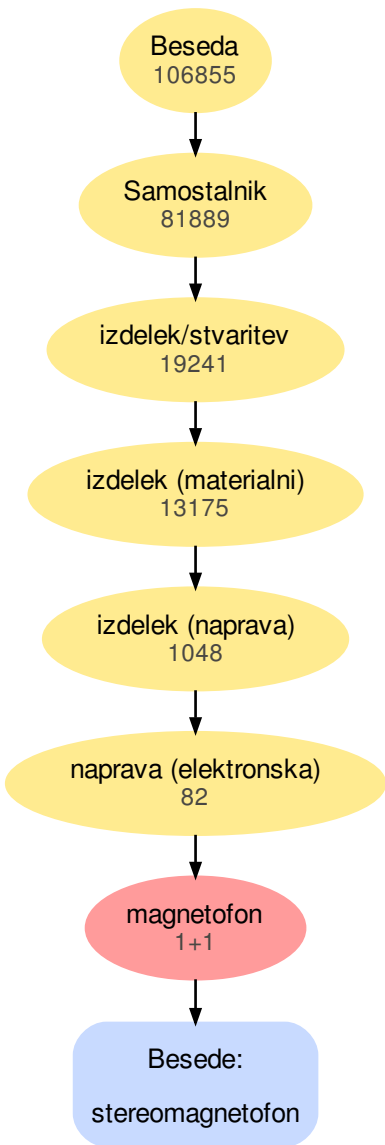 Beseda
106855
Samostalnik
81889
izdelek/stvaritev
19241
izdelek (materialni)
13175
izdelek (naprava)
1048
naprava (elektronska)
82
magnetofon
1+1
Besede:
stereomagnetofon